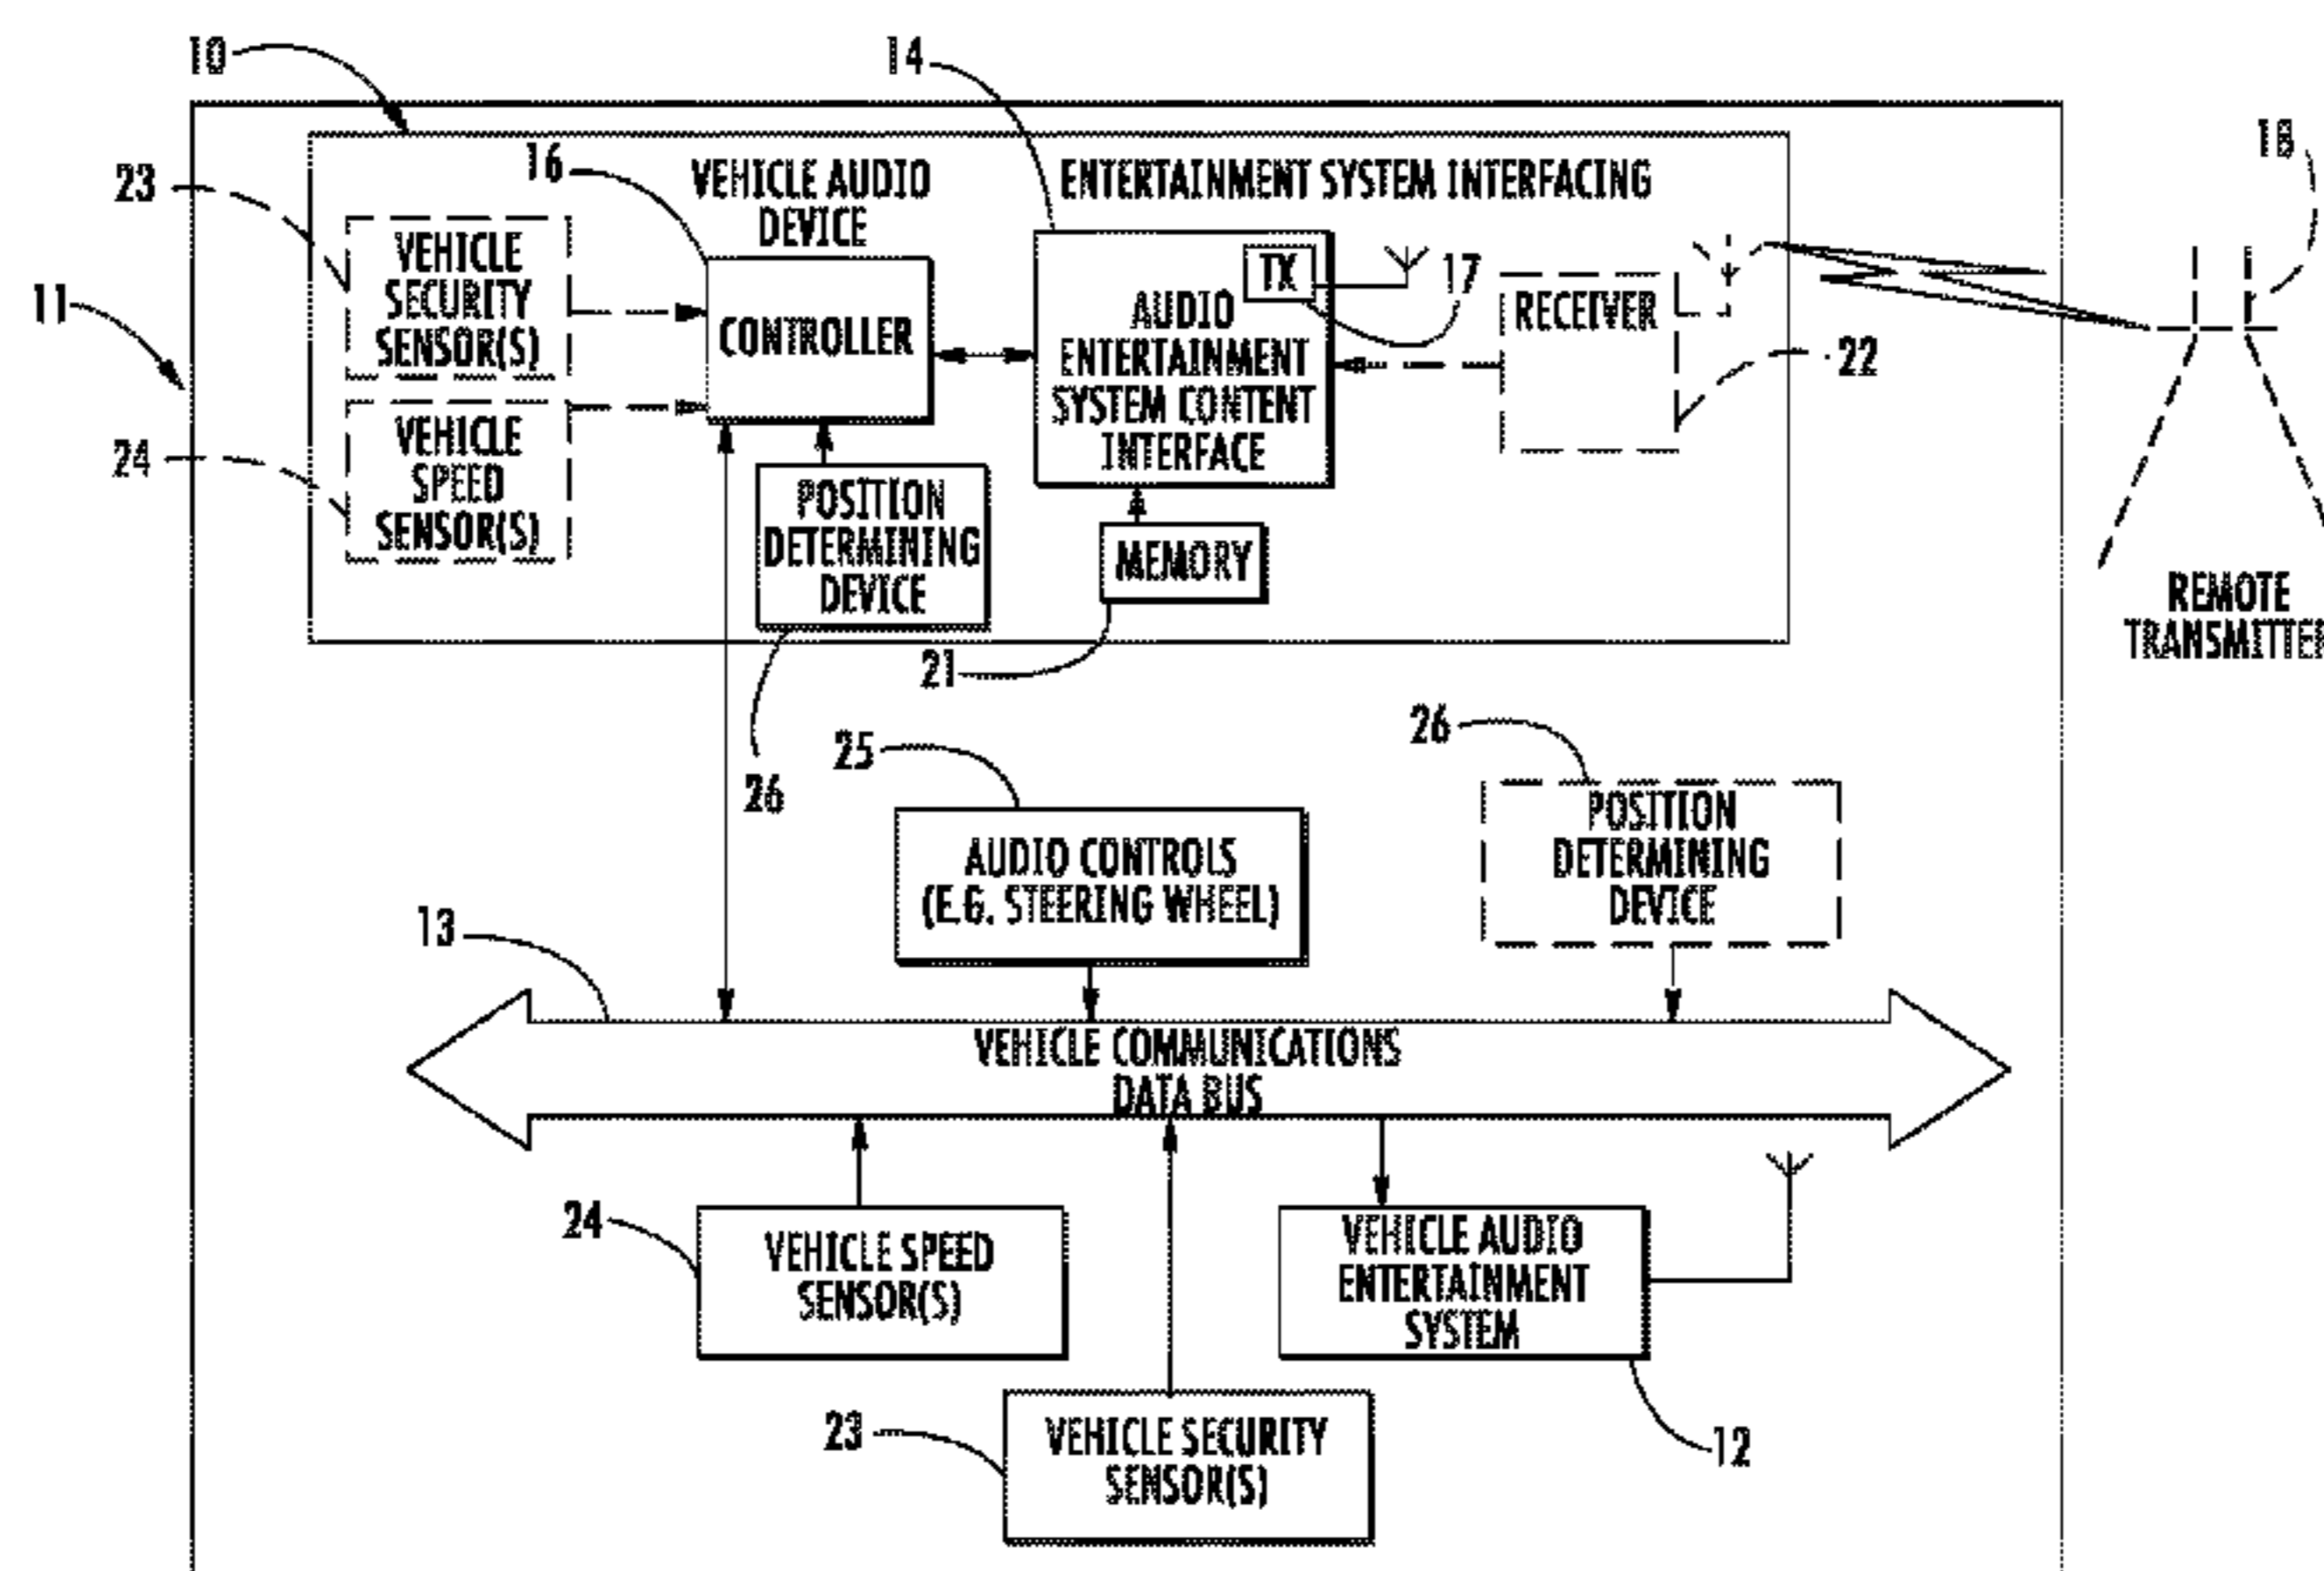 10
14
18
16
VEHICLE AUDIO
DEVICE
ENTERTAINMENT SYSTEM INTERFACING
23
VEHICLE
SECURITY
SENSOR(S)
11
CONTROLLER
TX
17
AUDIO
ENTERTAINMENT
SYSTEM CONTENT
INTERFACE
RECEIVER
22
24
VEHICLE
SPEED
SENSOR(S)
POSITION
DETERMINING
DEVICE
MEMORY
REMOTE
TRANSMITTER
21
26
25
26
AUDIO CONTROLS
(E.G. STEERING WHEEL)
POSITION
DETERMINING
DEVICE
13
VEHICLE COMMUNICATIONS
DATA BUS
24
VEHICLE SPEED
SENSOR(S)
VEHICLE AUDIO
ENTERTAINMENT
SYSTEM
23
VEHICLE SECURITY
SENSOR(S)
12